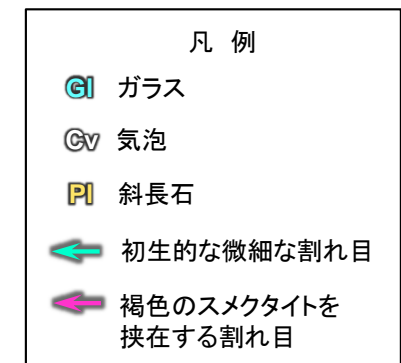 凡 例
Gl ガラス
Cv 気泡
Pl 斜長石
初生的な微細な割れ目
褐色のスメクタイトを
挟在する割れ目